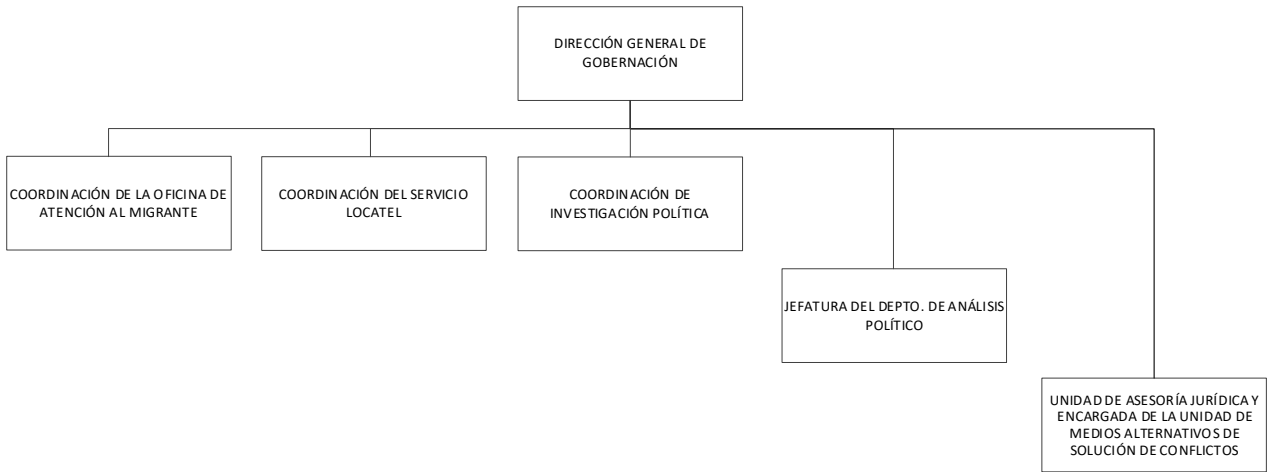 DIRECCIÓN GENERAL DE
GOBERNACIÓN
COORDINACIÓN DE LA OFICINA DE
ATENCIÓN AL MIGRANTE
COORDINACIÓN DEL SERVICIO
LOCATEL
COORDINACIÓN DE
INVESTIGACIÓN POLÍTICA
JEFATURA DEL DEPTO. DE ANÁLISIS
POLÍTICO
UNIDAD DE ASESORÍA JURÍDICA Y
ENCARGADA DE LA UNIDAD DE
MEDIOS ALTERNATIVOS DE
SOLUCIÓN DE CONFLICTOS